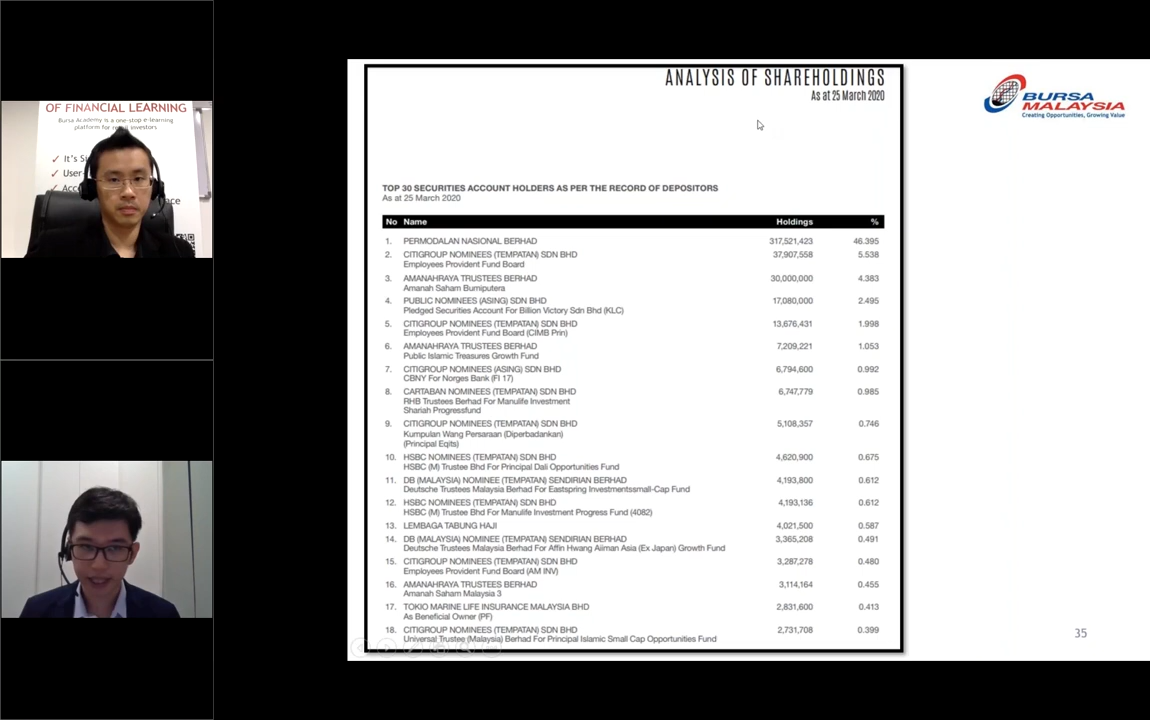 OF FINANCIAL LEARNING
Bursa Academy is a one-stop e-learning
platform for investors
✓ It's
✓ User-
✓
ANALYSIS OF SHAREHOLDINGS
As at 25 March 2020
BURSA
MALAYSIA
Creating Opportunities, Growing Value
TOP 30 SECURITIES ACCOUNT HOLDERS AS PER THE RECORD OF DEPOSITORS
As at 25 March 2020
No Name Holdings %
1. PERMODALAN NASIONAL BERHAD 317,521,423 46.395
2. CITIGROUP NOMINEES (TEMPATAN) SDN BHD 37,907,558 5.538
Employees Provident Fund Board
3. AMANAHRAYA TRUSTEES BERHAD 30,000,000 4.383
Amanah Saham Bumiputera
4. PUBLIC NOMINEES (ASING) SDN BHD 17,080,000 2.495
Pledged Securities Account For Billion Victory Sdn Bhd (KLC)
5. CITIGROUP NOMINEES (TEMPATAN) SDN BHD 13,676,431 1.998
Employees Provident Fund Board (CIMB Prin)
6. AMANAHRAYA TRUSTEES BERHAD 7,209,221 1.053
Public Islamic Treasures Growth Fund
7. CITIGROUP NOMINEES (ASING) SDN BHD 6,794,600 0.992
CBNY For Norges Bank (FI 17)
8. CARTABAN NOMINEES (TEMPATAN) SDN BHD 6,747,779 0.985
RHB Trustees Berhad For Manulife Investment
Shariah Progressfund
9. CITIGROUP NOMINEES (TEMPATAN) SDN BHD 5,108,357 0.746
Kumpulan Wang Persaraan (Diperbadankan)
(Principal Eqits)
10. HSBC NOMINEES (TEMPATAN) SDN BHD 4,620,900 0.675
HSBC (M) Trustee Bhd For Principal Dali Opportunities Fund
11. DB (MALAYSIA) NOMINEE (TEMPATAN) SENDIRIAN BERHAD 4,193,800 0.612
Deutsche Trustees Malaysia Berhad For Eastspring Investmentssmall-Cap Fund
12. HSBC NOMINEES (TEMPATAN) SDN BHD 4,193,136 0.612
HSBC (M) Trustee Bhd For Manulife Investment Progress Fund (4082)
13. LEMBAGA TABUNG HAJI 4,021,500 0.587
14. DB (MALAYSIA) NOMINEE (TEMPATAN) SENDIRIAN BERHAD 3,365,208 0.491
Deutsche Trustees Malaysia Berhad For Affin Hwang Aiiman Asia (Ex Japan) Growth Fund
15. CITIGROUP NOMINEES (TEMPATAN) SDN BHD 3,287,278 0.480
Employees Provident Fund Board (AM INV)
16. AMANAHRAYA TRUSTEES BERHAD 3,114,164 0.455
Amanah Saham Malaysia 3
17. TOKIO MARINE LIFE INSURANCE MALAYSIA BHD 2,831,600 0.413
As Beneficial Owner (PF)
18. CITIGROUP NOMINEES (TEMPATAN) SDN BHD 2,731,708 0.399
Universal Trustee (Malaysia) Berhad For Principal Islamic Small Cap Opportunities Fund
35